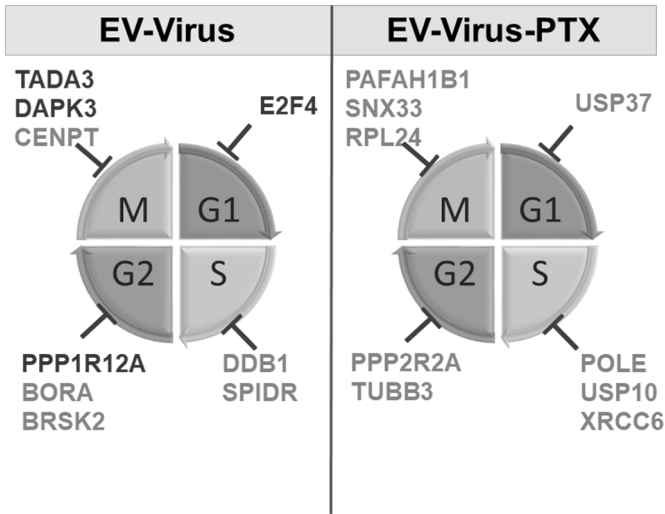 EV-Virus
TADA3
DAPK3
CENPT
E2F4
M
G1
G2
S
PPP1R12A
BORA
BRSK2
DDB1
SPIDR
EV-Virus-PTX
PAFAH1B1
SNX33
RPL24
USP37
M
G1
G2
S
PPP2R2A
TUBB3
POLE
USP10
XRCC6